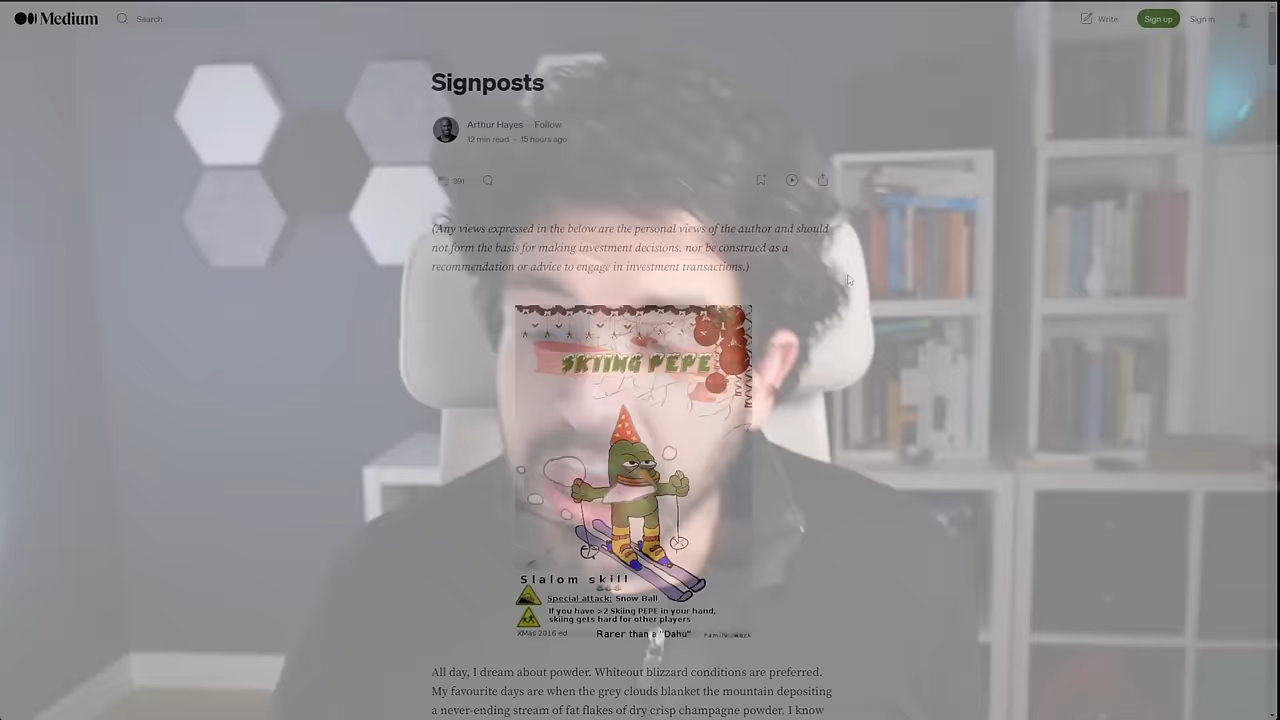 Medium
Search
Write
Sign up
Sign in
Signposts
Arthur Hayes · Follow
12 min read · 15 hours ago
391
(Any views expressed in the below are the personal views of the author and should
not form the basis for making investment decisions, nor be construed as a
recommendation or advice to engage in investment transactions.)
SKIING PEPE
Slalom skill
Special attack: Snow Ball
If you have >2 Skiing PEPE in your hand,
skiing gets hard for other players
XMas 2016 ed.
Rarer than a "Dahu"
All day, I dream about powder. Whiteout blizzard conditions are preferred.
My favourite days are when the grey clouds blanket the mountain depositing
a never-ending stream of fat flakes of dry crisp champagne powder. I know